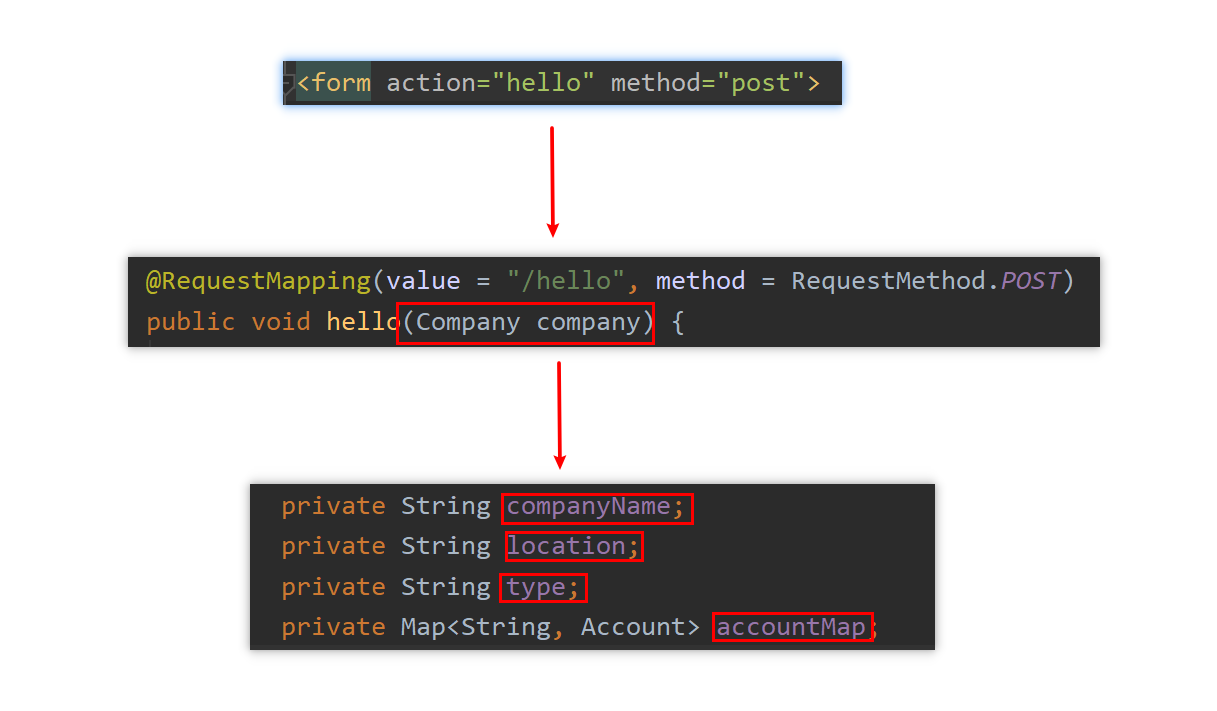 <form action="hello" method="post">
@RequestMapping(value = "/hello", method = RequestMethod.POST)
public void hello(Company company) {
private String companyName;
private String location;
private String type;
private Map<String, Account> accountMap;